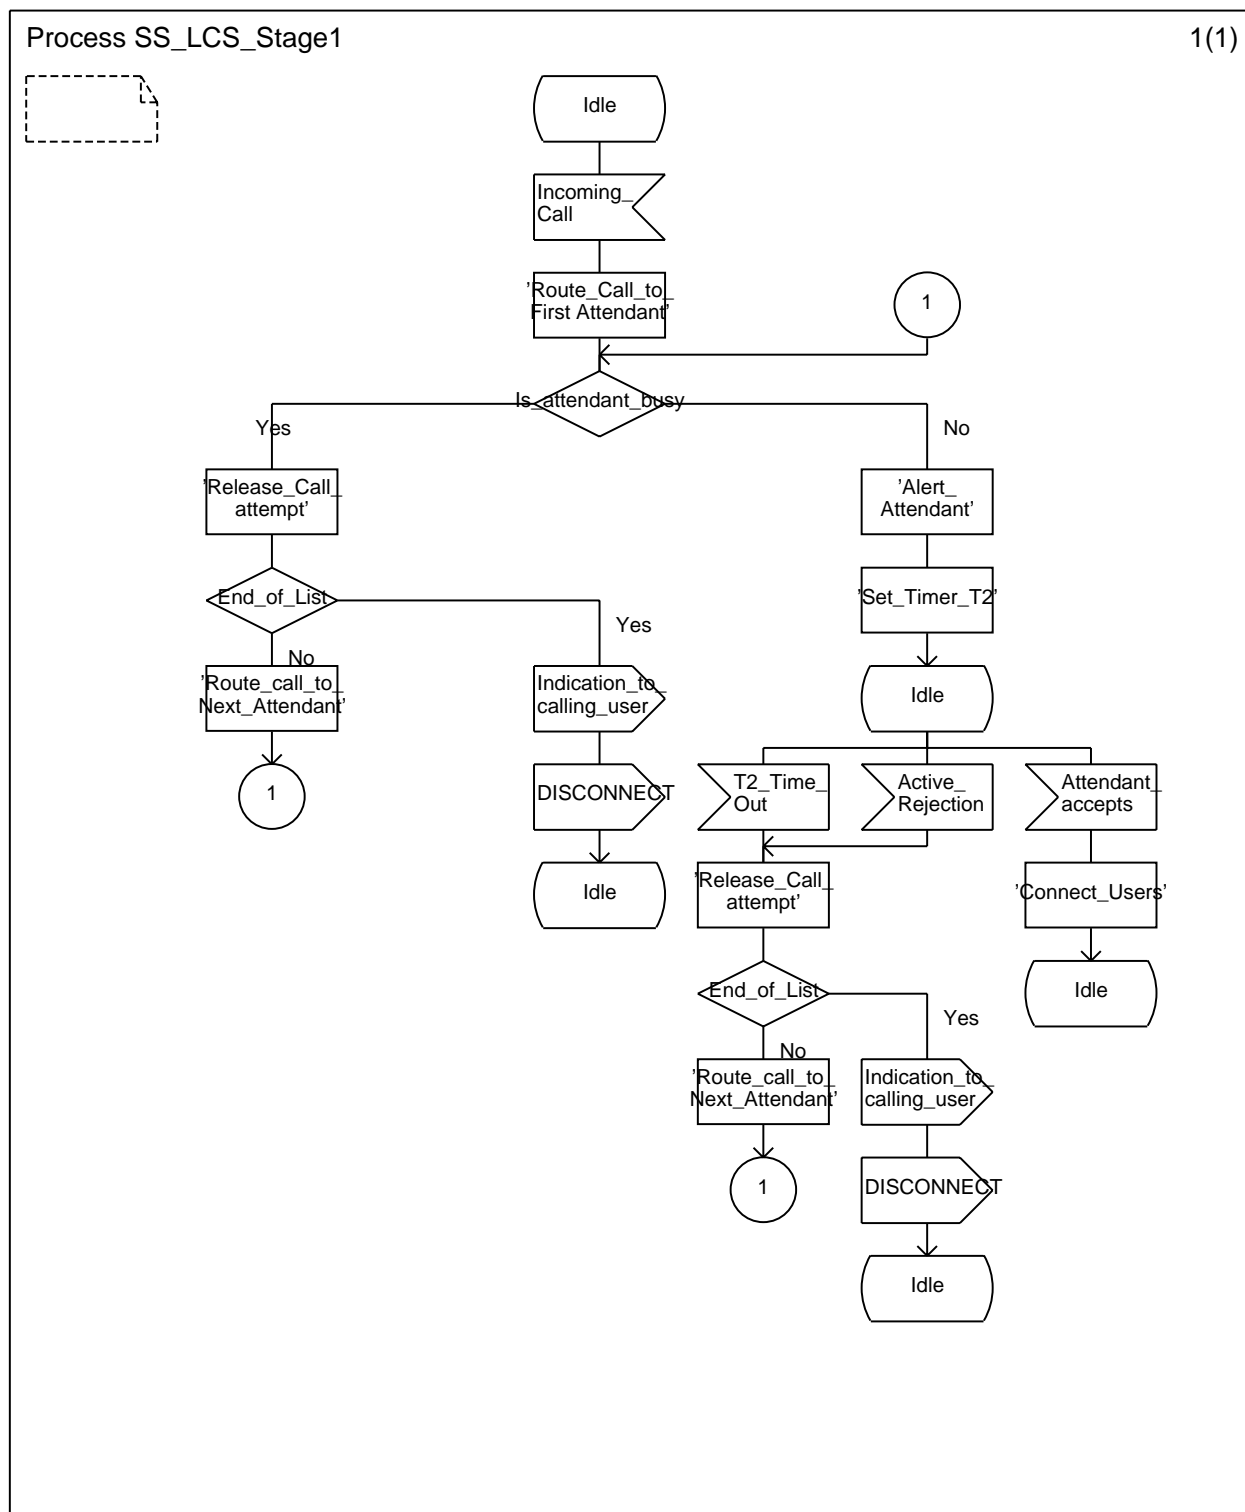 Process SS_LCS_Stage1
1(1)
Idle
Incoming_
Call
'Route_Call_to_
First Attendant'
1
Is_attendant_busy
Yes
No
'Release_Call_
attempt'
'Alert_
Attendant'
End_of_List
'Set_Timer_T2'
Yes
No
'Route_call_to_
Next_Attendant'
Indication_to_
calling_user
Idle
1
DISCONNECT
T2_Time_
Out
Active_
Rejection
Attendant_
accepts
Idle
'Release_Call_
attempt'
'Connect_Users'
End_of_List
Idle
Yes
No
'Route_call_to_
Next_Attendant'
Indication_to_
calling_user
1
DISCONNECT
Idle